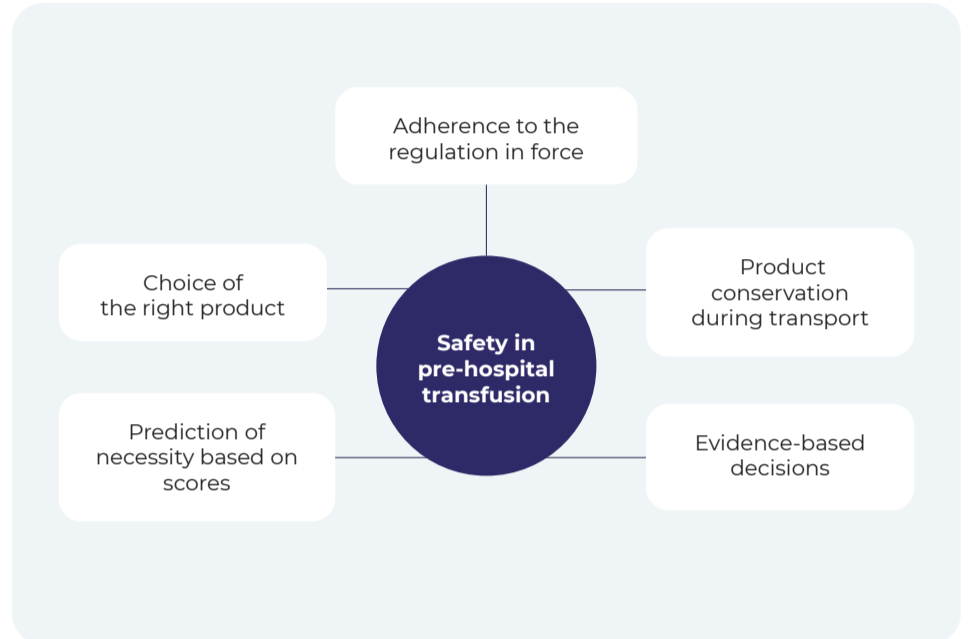 Adherence to the
regulation in force
Choice of
the right product
Product
conservation
during transport
Safety in
pre-hospital
transfusion
Prediction of
necessity based on
scores
Evidence-based
decisions